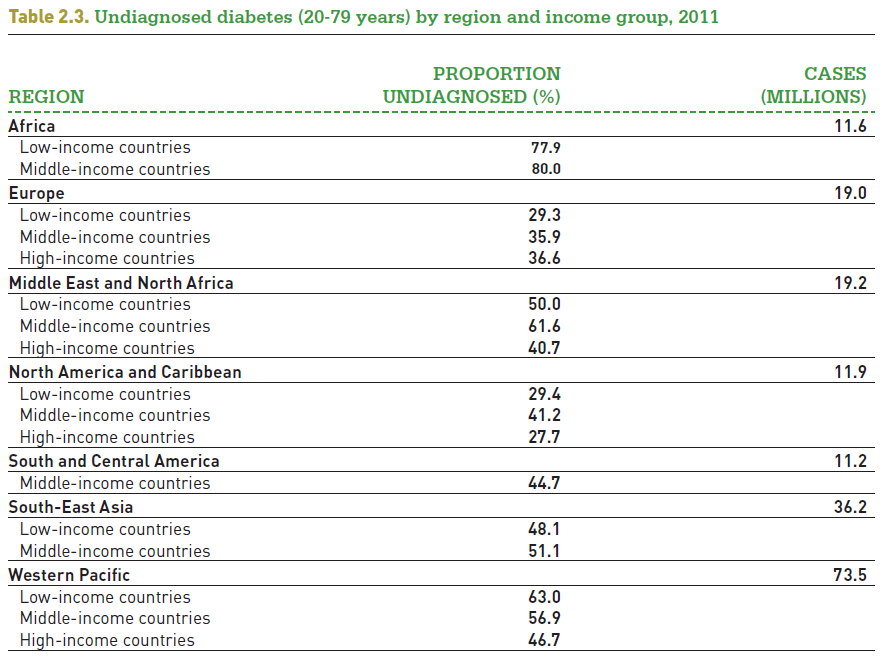 Table 2.3. Undiagnosed diabetes (20-79 years) by region and income group, 2011
REGION PROPORTION UNDIAGNOSED (%) CASES (MILLIONS)
Africa 11.6
Low-income countries 77.9
Middle-income countries 80.0
Europe 19.0
Low-income countries 29.3
Middle-income countries 35.9
High-income countries 36.6
Middle East and North Africa 19.2
Low-income countries 50.0
Middle-income countries 61.6
High-income countries 40.7
North America and Caribbean 11.9
Low-income countries 29.4
Middle-income countries 41.2
High-income countries 27.7
South and Central America 11.2
Middle-income countries 44.7
South-East Asia 36.2
Low-income countries 48.1
Middle-income countries 51.1
Western Pacific 73.5
Low-income countries 63.0
Middle-income countries 56.9
High-income countries 46.7